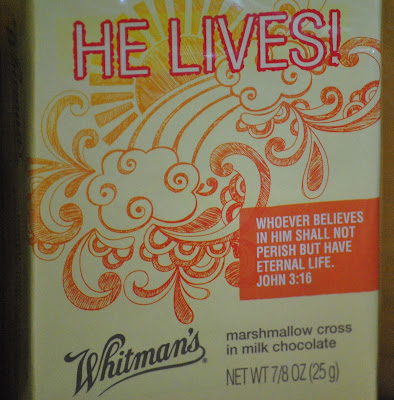 HE LIVES!
WHOEVER BELIEVES
IN HIM SHALL NOT
PERISH BUT HAVE
ETERNAL LIFE.
JOHN 3:16
Whitman's®
marshmallow cross
in milk chocolate
NET WT 7/8 OZ (25 g)